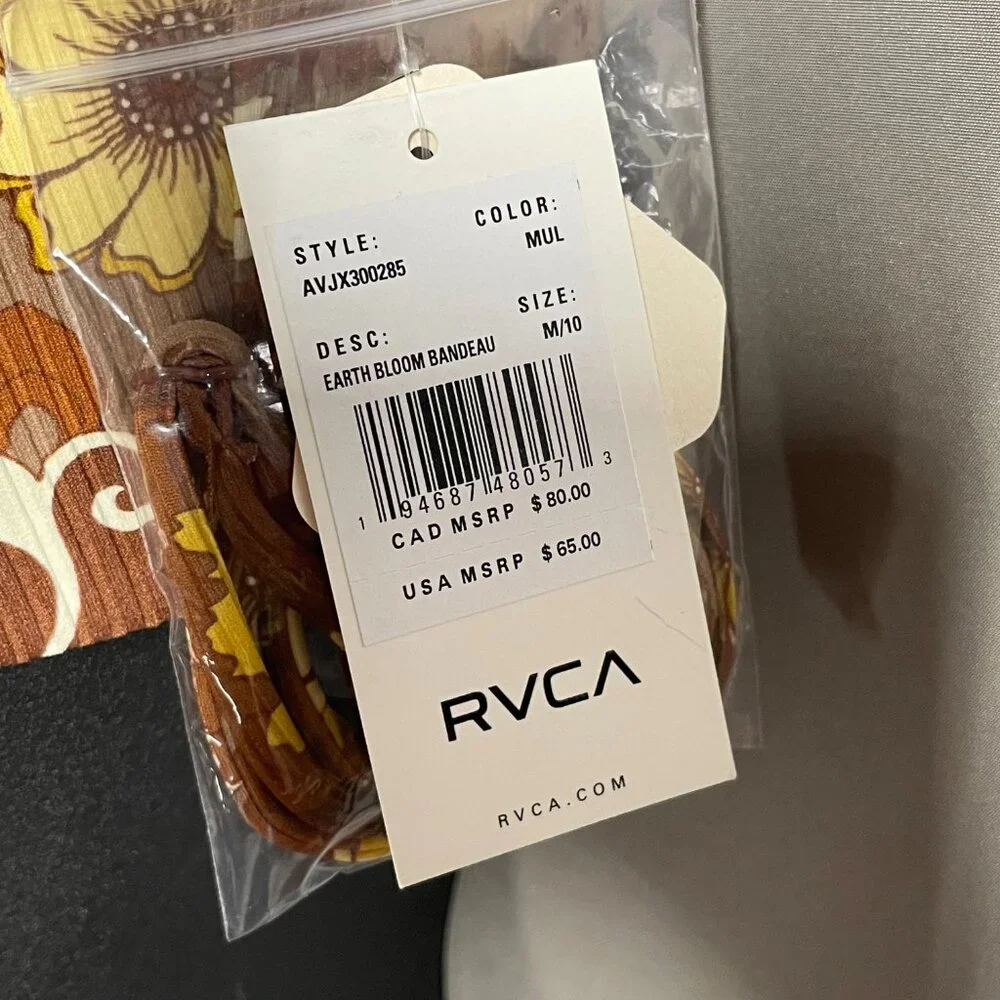 STYLE: COLOR:
AVJX300285 MUL
DESC: SIZE:
EARTH BLOOM BANDEAU M/10
1 94687 48057 3
CAD MSRP $ 80.00
USA MSRP $ 65.00
RVCA
RVCA.COM